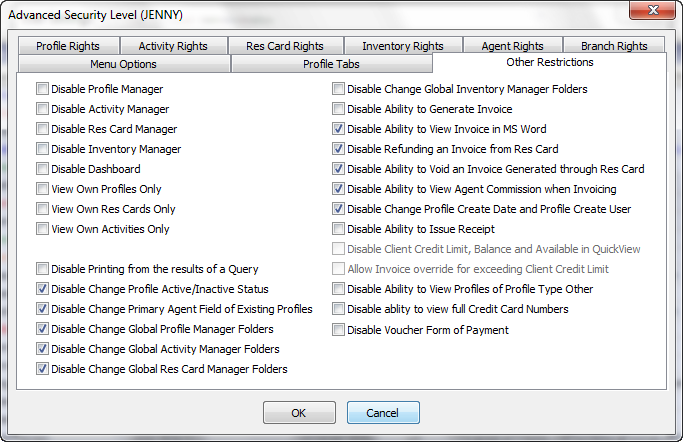 Advanced Security Level (JENNY)
Profile Rights
Activity Rights
Res Card Rights
Inventory Rights
Agent Rights
Branch Rights
Menu Options
Profile Tabs
Other Restrictions
Disable Profile Manager
Disable Activity Manager
Disable Res Card Manager
Disable Inventory Manager
Disable Dashboard
View Own Profiles Only
View Own Res Cards Only
View Own Activities Only
Disable Printing from the results of a Query
Disable Change Profile Active/Inactive Status
Disable Change Primary Agent Field of Existing Profiles
Disable Change Global Profile Manager Folders
Disable Change Global Activity Manager Folders
Disable Change Global Res Card Manager Folders
Disable Change Global Inventory Manager Folders
Disable Ability to Generate Invoice
Disable Ability to View Invoice in MS Word
Disable Refunding an Invoice from Res Card
Disable Ability to Void an Invoice Generated through Res Card
Disable Ability to View Agent Commission when Invoicing
Disable Change Profile Create Date and Profile Create User
Disable Ability to Issue Receipt
Disable Client Credit Limit, Balance and Available in QuickView
Allow Invoice override for exceeding Client Credit Limit
Disable Ability to View Profiles of Profile Type Other
Disable ablity to view full Credit Card Numbers
Disable Voucher Form of Payment
OK
Cancel